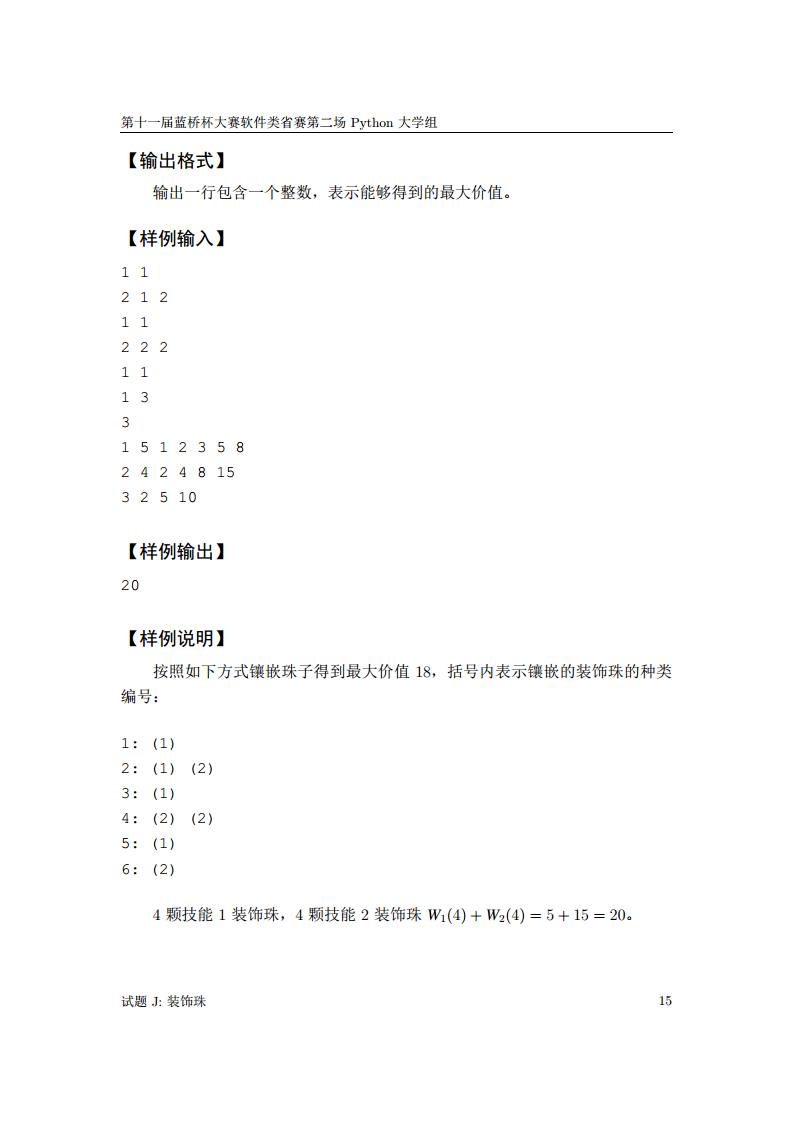 第十一届蓝桥杯大赛软件类省赛第二场 Python 大学组
【输出格式】
输出一行包含一个整数，表示能够得到的最大价值。
【样例输入】
1 1
2 1 2
1 1
2 2 2
1 1
1 3
3
1 5 1 2 3 5 8
2 4 2 4 8 15
3 2 5 10
【样例输出】
20
【样例说明】
按照如下方式镶嵌珠子得到最大价值 18，括号内表示镶嵌的装饰珠的种类
编号：
1: (1)
2: (1) (2)
3: (1)
4: (2) (2)
5: (1)
6: (2)
4 颗技能 1 装饰珠，4 颗技能 2 装饰珠 W₁(4) + W₂(4) = 5 + 15 = 20。
试题 J: 装饰珠 15